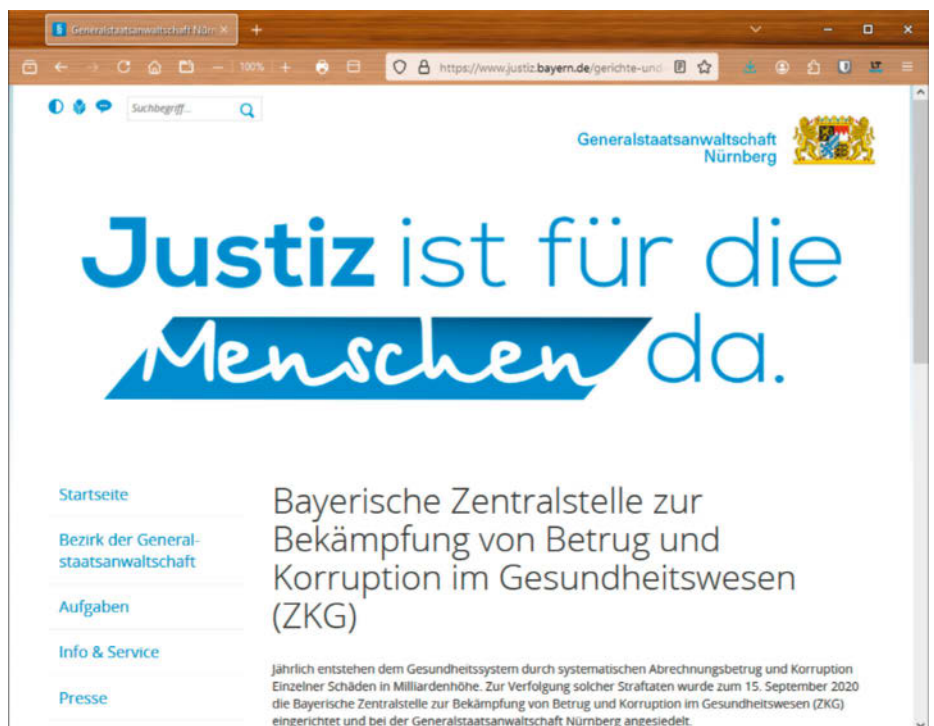 Generalstaatsanwaltschaft Nürn
100%
https://www.justiz.bayern.de/gerichte-und-
LT
Suchbegriff...
Generalstaatsanwaltschaft
Nürnberg
Justiz ist für die
Menschen da.
Startseite
Bezirk der General-
staatsanwaltschaft
Aufgaben
Info & Service
Presse
Bayerische Zentralstelle zur
Bekämpfung von Betrug und
Korruption im Gesundheitswesen
(ZKG)
Jährlich entstehen dem Gesundheitssystem durch systematischen Abrechnungsbetrug und Korruption
Einzelner Schäden in Milliardenhöhe. Zur Verfolgung solcher Straftaten wurde zum 15. September 2020
die Bayerische Zentralstelle zur Bekämpfung von Betrug und Korruption im Gesundheitswesen (ZKG)
eingerichtet und bei der Generalstaatsanwaltschaft Nürnberg angesiedelt.